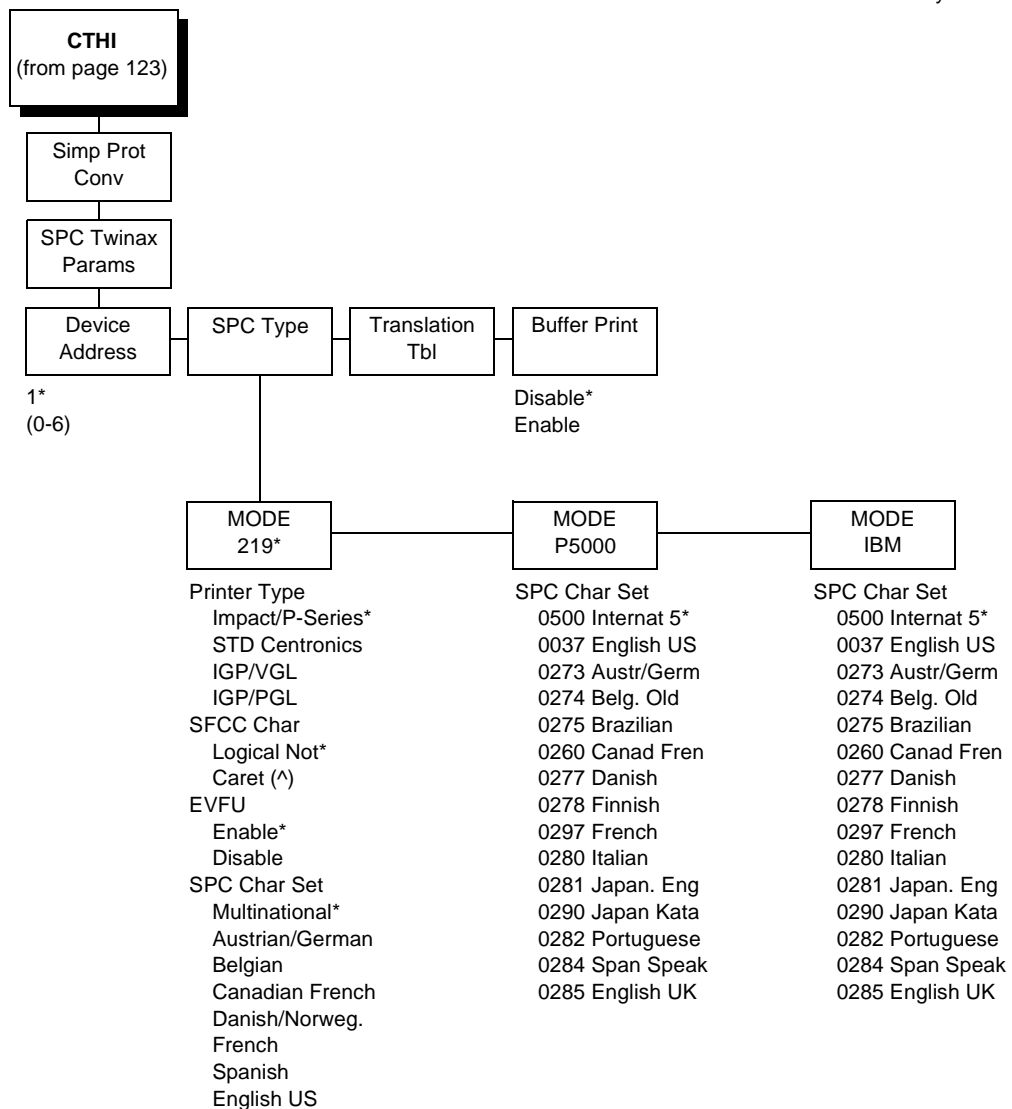 CTHI
(from page 123)
Simp Prot
Conv
SPC Twinax
Params
Device
Address
SPC Type
Translation
Tbl
Buffer Print
1*
(0-6)
Disable*
Enable
MODE
219*
MODE
P5000
MODE
IBM
Printer Type
Impact/P-Series*
STD Centronics
IGP/VGL
IGP/PGL
SFCC Char
Logical Not*
Caret (^)
EVFU
Enable*
Disable
SPC Char Set
Multinational*
Austrian/German
Belgian
Canadian French
Danish/Norweg.
French
Spanish
English US
SPC Char Set
0500 Internat 5*
0037 English US
0273 Austr/Germ
0274 Belg. Old
0275 Brazilian
0260 Canad Fren
0277 Danish
0278 Finnish
0297 French
0280 Italian
0281 Japan. Eng
0290 Japan Kata
0282 Portuguese
0284 Span Speak
0285 English UK
SPC Char Set
0500 Internat 5*
0037 English US
0273 Austr/Germ
0274 Belg. Old
0275 Brazilian
0260 Canad Fren
0277 Danish
0278 Finnish
0297 French
0280 Italian
0281 Japan. Eng
0290 Japan Kata
0282 Portuguese
0284 Span Speak
0285 English UK